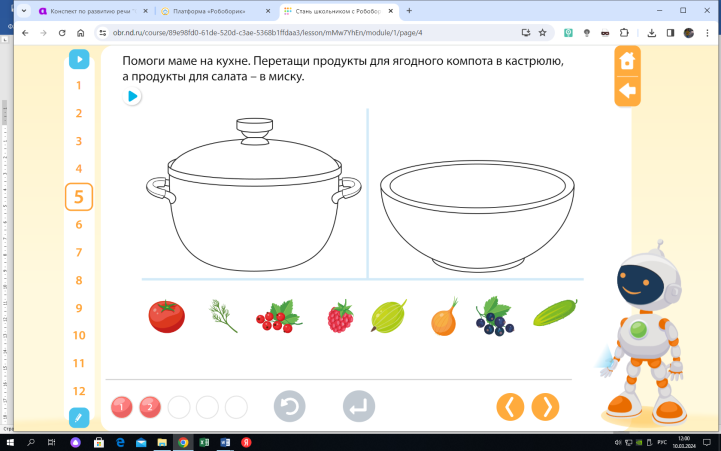 Конспект по развитию речи "
Платформа «Робоборик»
Стань школьником с Робобор
obr.nd.ru/course/89e98fd0-61de-520d-c3ae-5368b1ffdaa3/lesson/mMw7YhEn/module/1/page/4
Помоги маме на кухне. Перетащи продукты для ягодного компота в кастрюлю,
а продукты для салата – в миску.
1
2
3
4
5
6
7
8
9
10
11
12
1 2
РУС
12:00
10.03.2024